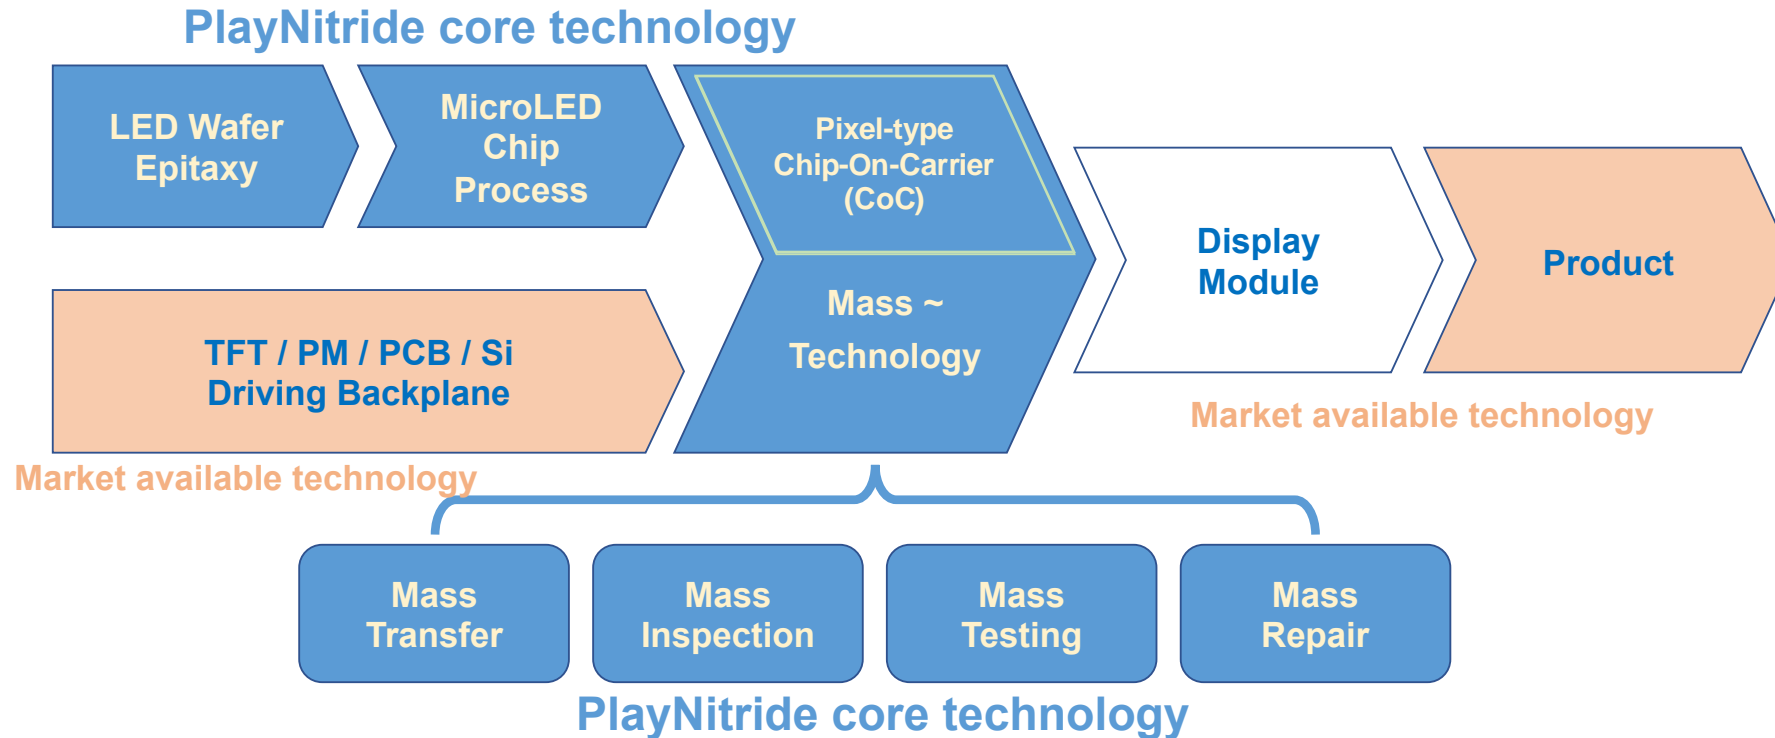 PlayNitride core technology
LED Wafer
Epitaxy
MicroLED
Chip
Process
Pixel-type
Chip-On-Carrier
(CoC)
Mass ~
Technology
TFT / PM / PCB / Si
Driving Backplane
Market available technology
Display
Module
Product
Market available technology
Mass
Transfer
Mass
Inspection
Mass
Testing
Mass
Repair
PlayNitride core technology